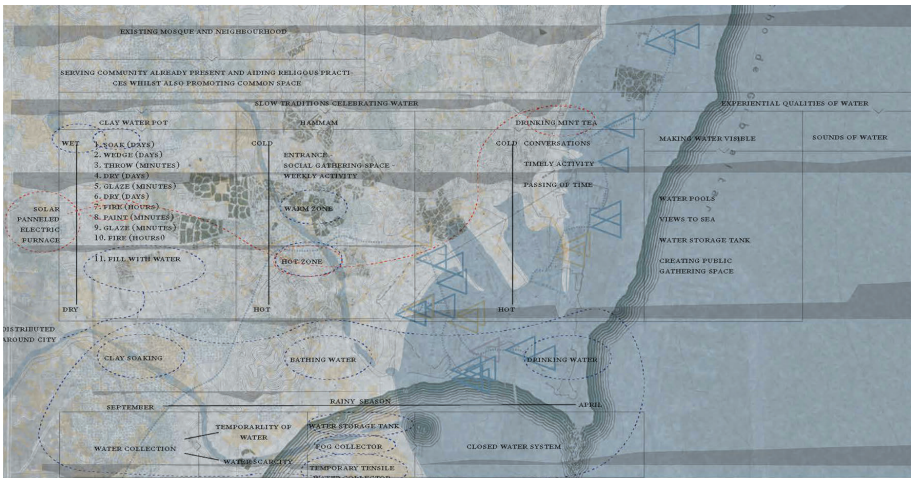 EXISTING MOSQUE AND NEIGHBOURHOOD
SERVING COMMUNITY ALREADY PRESENT AND AIDING RELIGOUS PRACTI-
CES WHILST ALSO PROMOTING COMMON SPACE
SLOW TRADITIONS CELEBRATING WATER
EXPERIENTIAL QUALITIES OF WATER
CLAY WATER POT
HAMMAM
DRINKING MINT TEA
MAKING WATER VISIBLE
SOUNDS OF WATER
WET
1. SOAK (DAYS)
2. WEDGE (DAYS)
3. THROW (MINUTES)
4. DRY (DAYS)
5. GLAZE (MINUTES)
6. DRY (DAYS)
7. FIRE (HOURS)
8. PAINT (MINUTES)
9. GLAZE (MINUTES)
10. FIRE (HOURS)
11. FILL WITH WATER
DRY
SOLAR
PANNELED
ELECTRIC
FURNACE
COLD
ENTRANCE
SOCIAL GATHERING SPACE -
WEEKLY ACTIVITY
WARM ZONE
HOT ZONE
HOT
COLD
CONVERSATIONS
TIMELY ACTIVITY
PASSING OF TIME
HOT
WATER POOLS
VIEWS TO SEA
WATER STORAGE TANK
CREATING PUBLIC
GATHERING SPACE
DISTRIBUTED
AROUND CITY
CLAY SOAKING
BATHING WATER
DRINKING WATER
SEPTEMBER
RAINY SEASON
APRIL
WATER COLLECTION
TEMPORARLITY OF
WATER
WATER SCARCITY
WATER STORAGE TANK
FOG COLLECTOR
TEMPORARY TENSILE
WATER COLLECTOR
CLOSED WATER SYSTEM